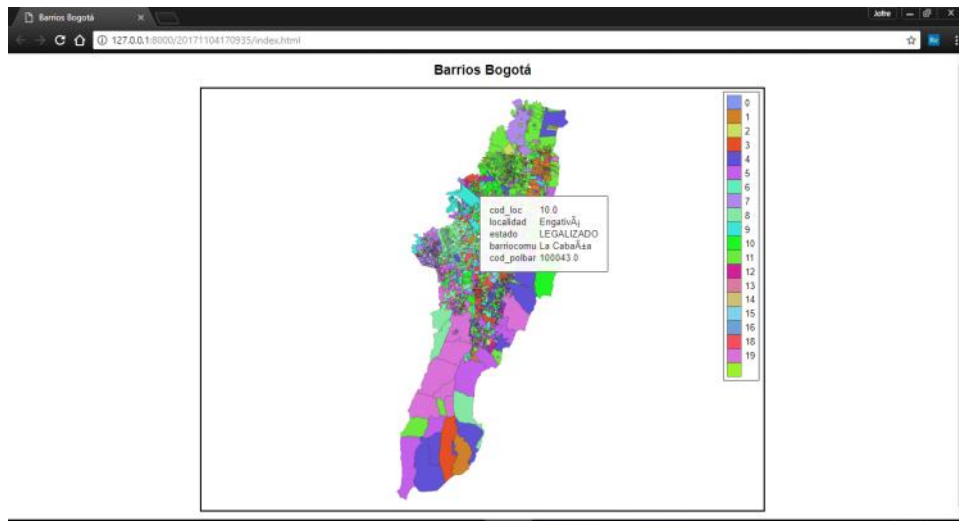 Barrios Bogotá
Jofre
127.0.0.1:8000/20171104170935/index.html
Barrios Bogotá
cod_loc 10.0
localidad EngativÃ¡
estado LEGALIZADO
barriocomu La CabaÃ±a
cod_polbar 100043.0
0
1
2
3
4
5
6
7
8
9
10
11
12
13
14
15
16
18
19